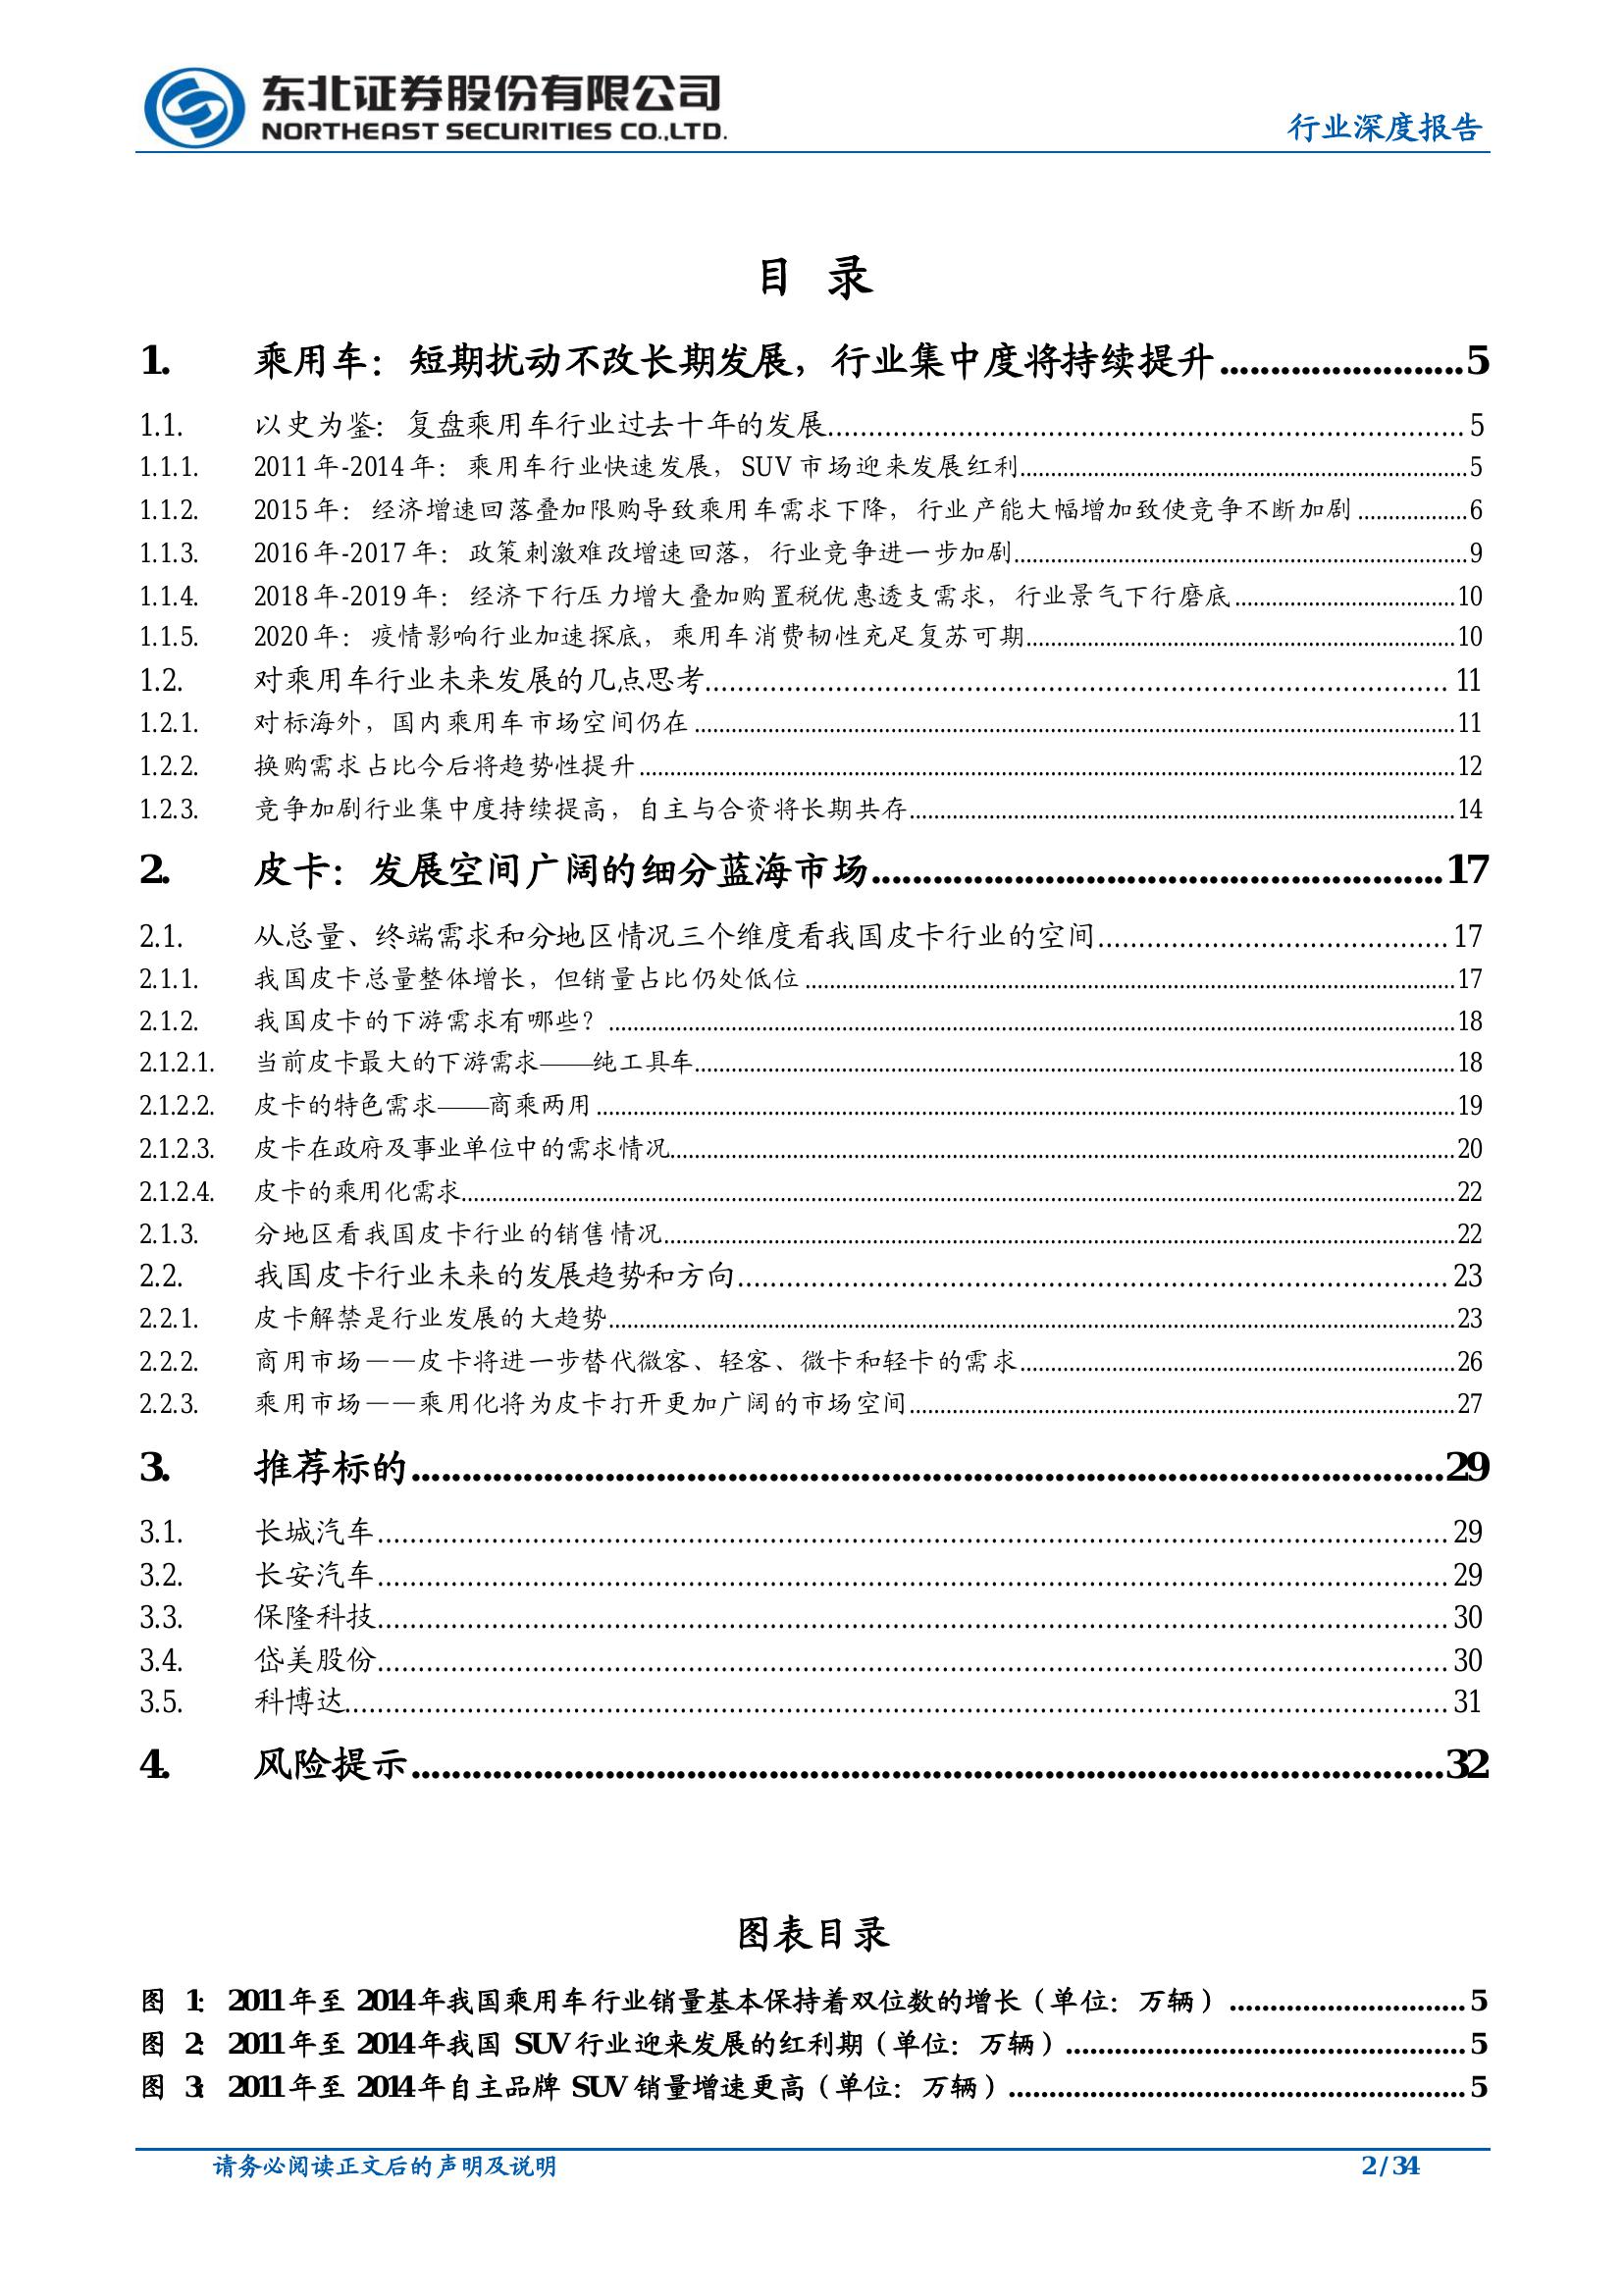 东北证券股份有限公司
NORTHEAST SECURITIES CO.,LTD.
行业深度报告
目 录
1. 乘用车：短期扰动不改长期发展，行业集中度将持续提升........................5
1.1. 以史为鉴：复盘乘用车行业过去十年的发展........................5
1.1.1. 2011年-2014年：乘用车行业快速发展，SUV市场迎来发展红利........................5
1.1.2. 2015年：经济增速回落叠加限购导致乘用车需求下降，行业产能大幅增加致使竞争不断加剧........................6
1.1.3. 2016年-2017年：政策刺激难改增速回落，行业竞争进一步加剧........................9
1.1.4. 2018年-2019年：经济下行压力增大叠加购置税优惠透支需求，行业景气下行磨底........................10
1.1.5. 2020年：疫情影响行业加速探底，乘用车消费韧性充足复苏可期........................10
1.2. 对乘用车行业未来发展的几点思考........................11
1.2.1. 对标海外，国内乘用车市场空间仍在........................11
1.2.2. 换购需求占比今后将趋势性提升........................12
1.2.3. 竞争加剧行业集中度持续提高，自主与合资将长期共存........................14
2. 皮卡：发展空间广阔的细分蓝海市场........................17
2.1. 从总量、终端需求和分地区情况三个维度看我国皮卡行业的空间........................17
2.1.1. 我国皮卡总量整体增长，但销量占比仍处低位........................17
2.1.2. 我国皮卡的下游需求有哪些？........................18
2.1.2.1. 当前皮卡最大的下游需求——纯工具车........................18
2.1.2.2. 皮卡的特色需求——商乘两用........................19
2.1.2.3. 皮卡在政府及事业单位中的需求情况........................20
2.1.2.4. 皮卡的乘用化需求........................22
2.1.3. 分地区看我国皮卡行业的销售情况........................22
2.2. 我国皮卡行业未来的发展趋势和方向........................23
2.2.1. 皮卡解禁是行业发展的大趋势........................23
2.2.2. 商用市场——皮卡将进一步替代微客、轻客、微卡和轻卡的需求........................26
2.2.3. 乘用市场——乘用化将为皮卡打开更加广阔的市场空间........................27
3. 推荐标的........................29
3.1. 长城汽车........................29
3.2. 长安汽车........................29
3.3. 保隆科技........................30
3.4. 岱美股份........................30
3.5. 科博达........................31
4. 风险提示........................32
图表目录
图 1：2011年至2014年我国乘用车行业销量基本保持着双位数的增长（单位：万辆）........................5
图 2：2011年至2014年我国 SUV行业迎来发展的红利期（单位：万辆）........................5
图 3：2011年至2014年自主品牌 SUV销量增速更高（单位：万辆）........................5
请务必阅读正文后的声明及说明
2 / 34